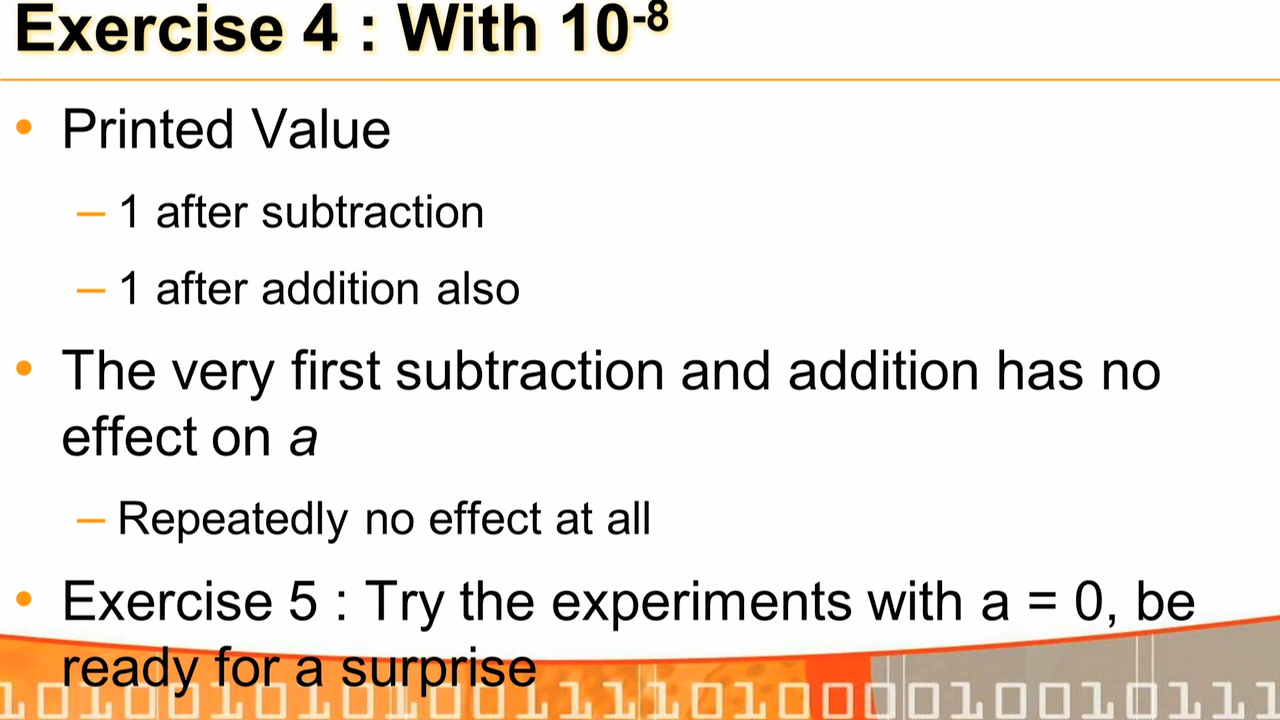 Exercise 4 : With 10⁻⁸
• Printed Value
– 1 after subtraction
– 1 after addition also
• The very first subtraction and addition has no
effect on a
– Repeatedly no effect at all
• Exercise 5 : Try the experiments with a = 0, be
ready for a surprise
101001010100111101000010010111